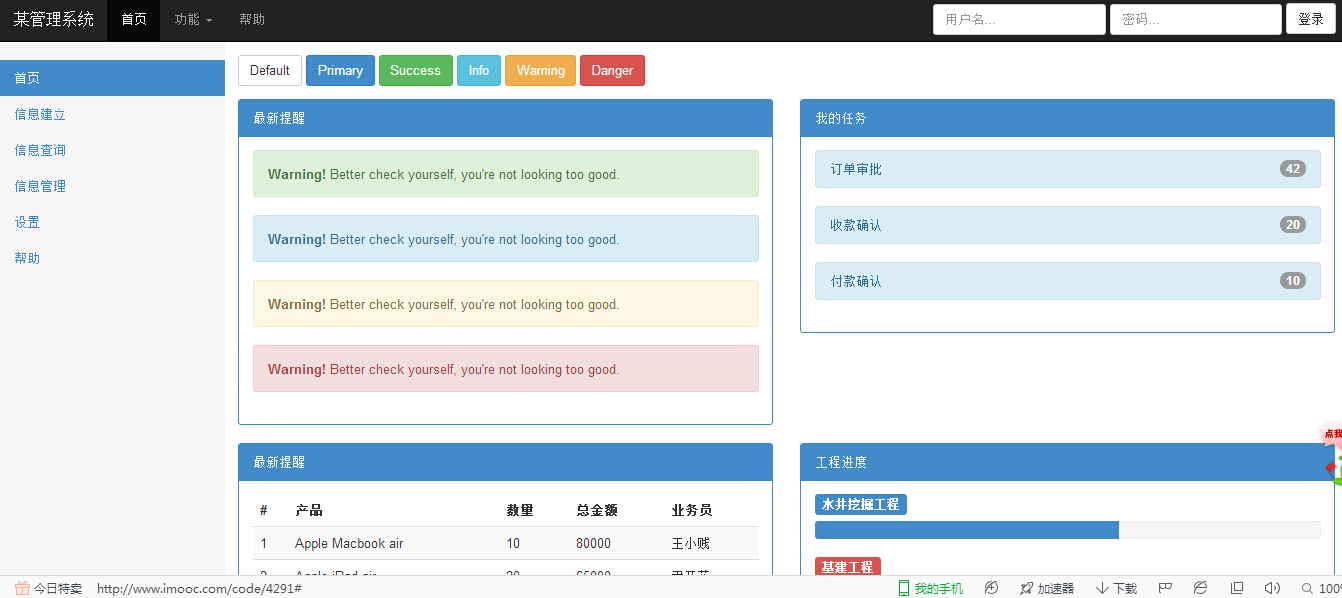 某管理系统 首页 功能 帮助 用户名... 密码... 登录
首页
信息建立
信息查询
信息管理
设置
帮助
Default Primary Success Info Warning Danger
最新提醒
Warning! Better check yourself, you're not looking too good.
Warning! Better check yourself, you're not looking too good.
Warning! Better check yourself, you're not looking too good.
Warning! Better check yourself, you're not looking too good.
我的任务
订单审批 42
收款确认 20
付款确认 10
最新提醒
# 产品 数量 总金额 业务员
1 Apple Macbook air 10 80000 王小贱
工程进度
水井挖掘工程
基建工程
点我
今日特卖 http://www.imooc.com/code/4291# 我的手机 加速器 下载 100%